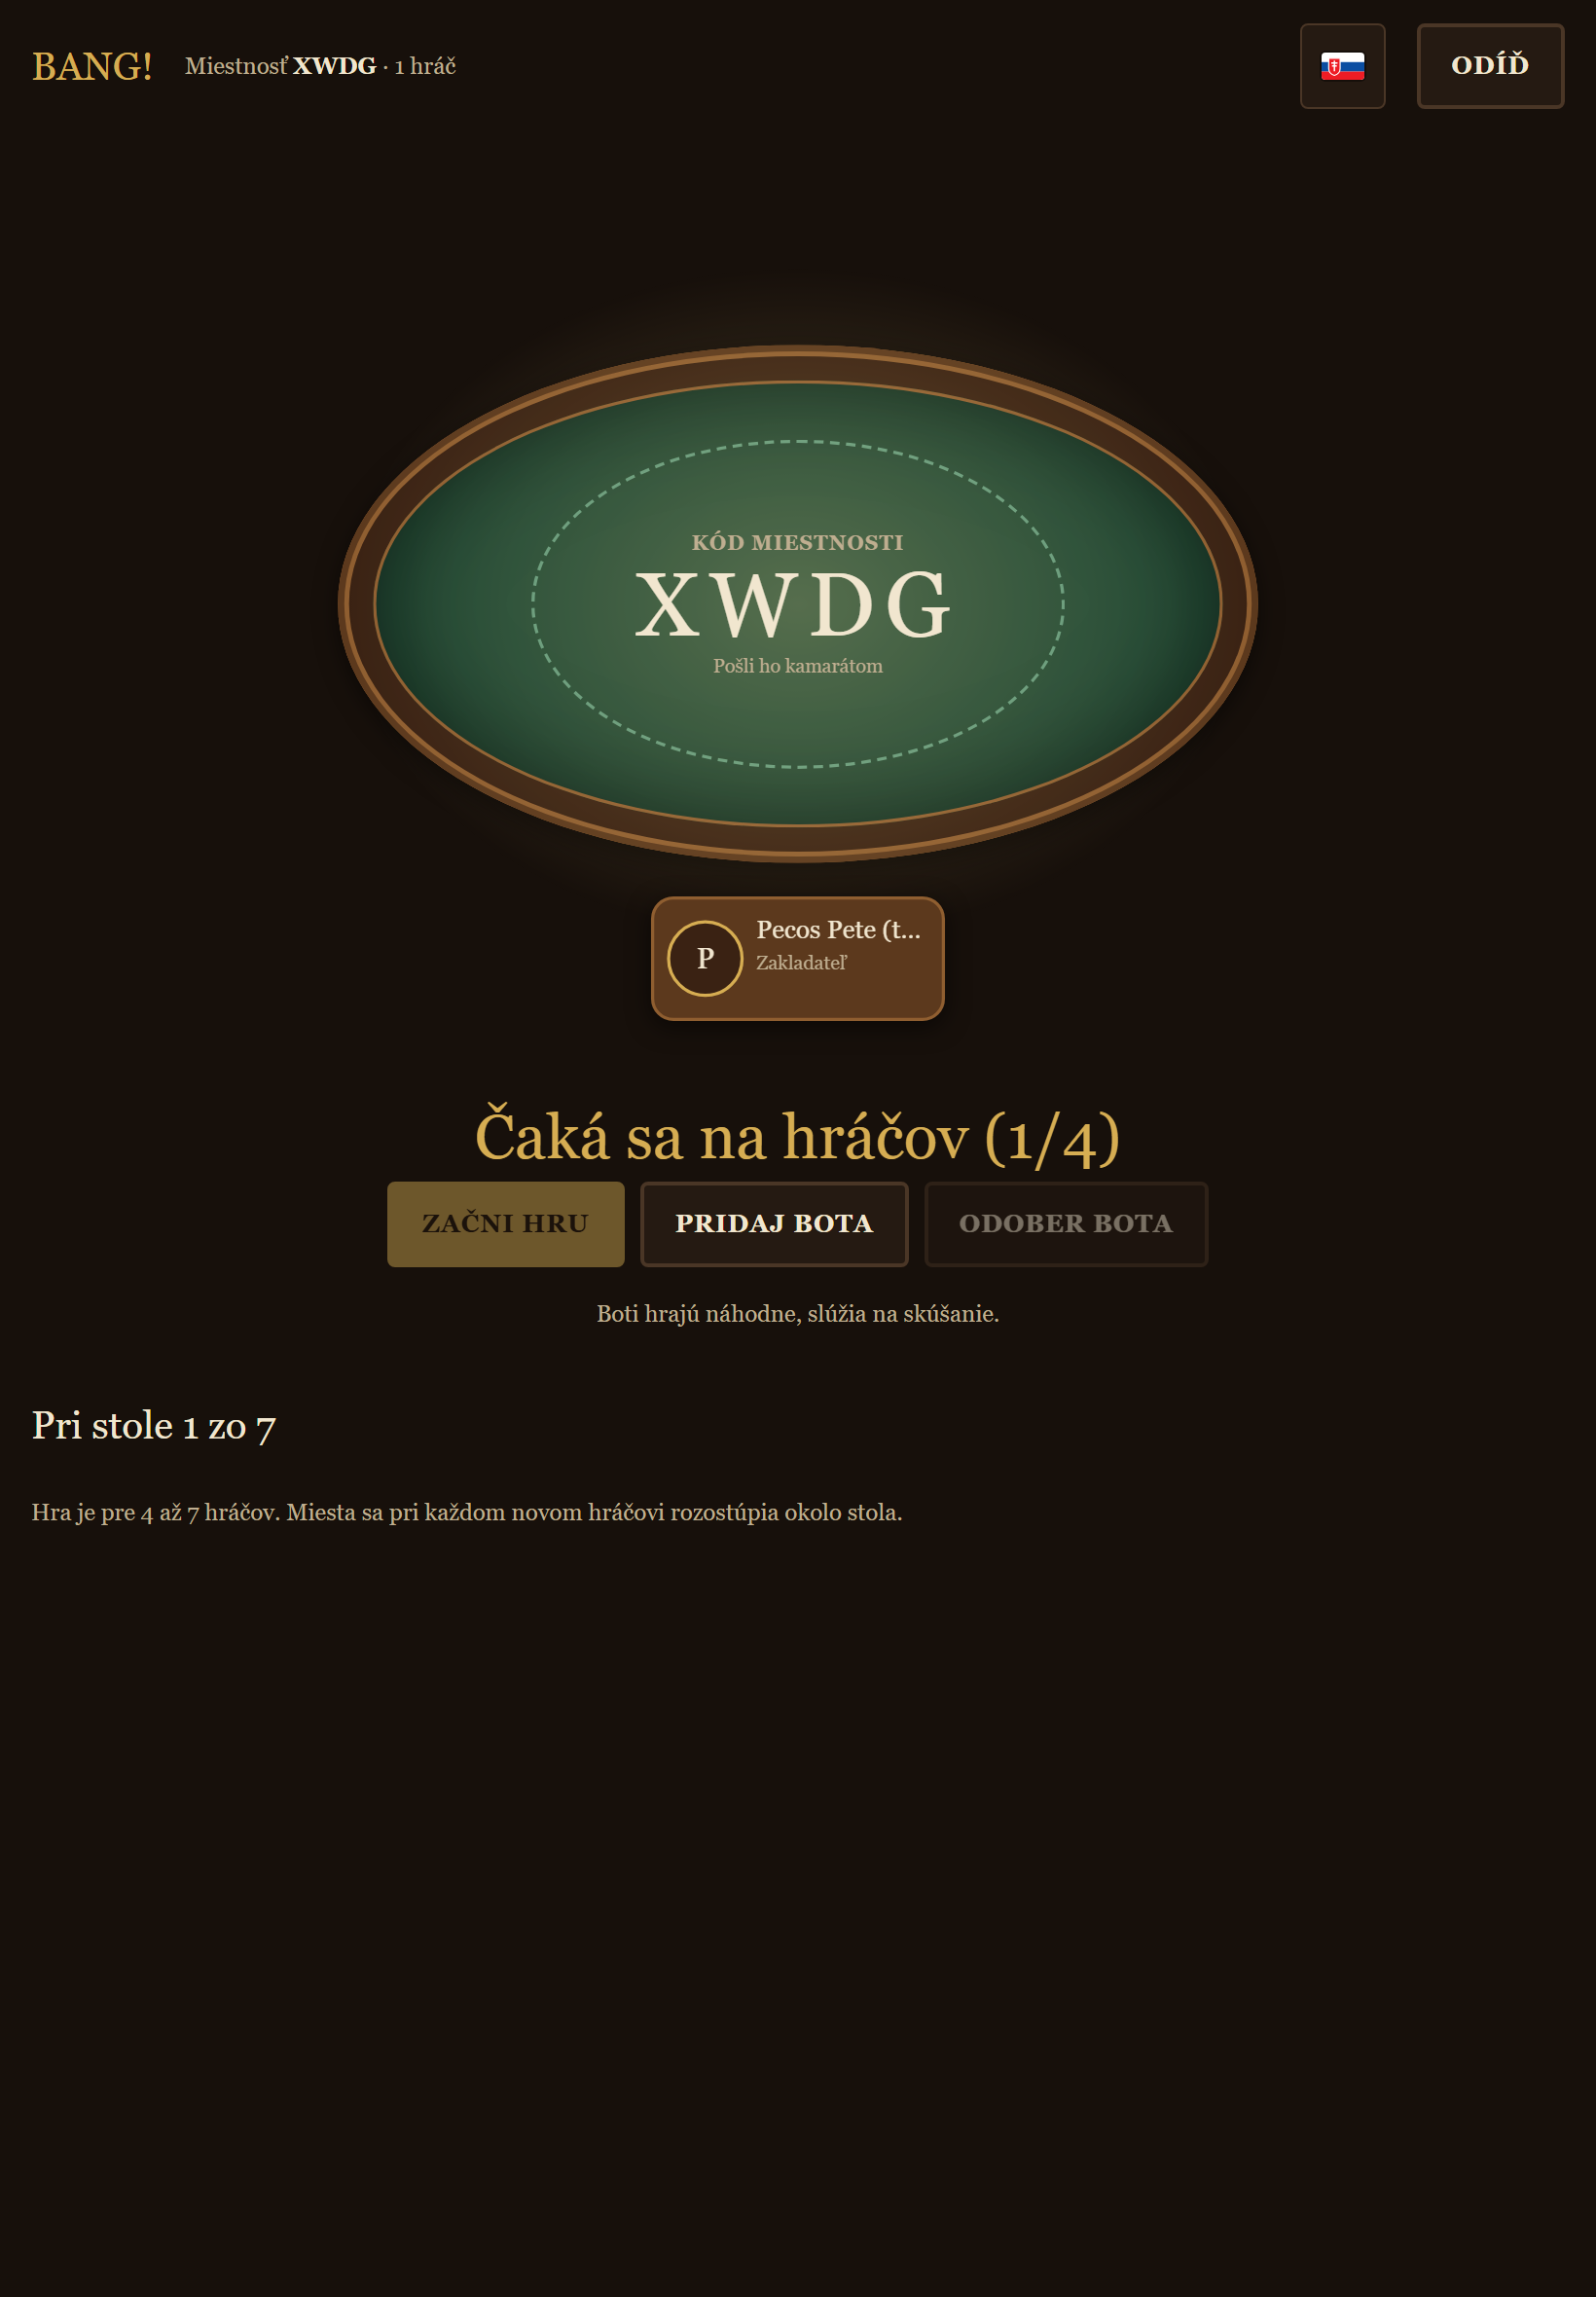 BANG!
Miestnosť XWDG · 1 hráč
ODÍĎ
KÓD MIESTNOSTI
XWDG
Pošli ho kamarátom
P
Pecos Pete (t...
Zakladateľ
Čaká sa na hráčov (1/4)
ZAČNI HRU
PRIDAJ BOTA
ODOBER BOTA
Boti hrajú náhodne, slúžia na skúšanie.
Pri stole 1 zo 7
Hra je pre 4 až 7 hráčov. Miesta sa pri každom novom hráčovi rozostúpia okolo stola.